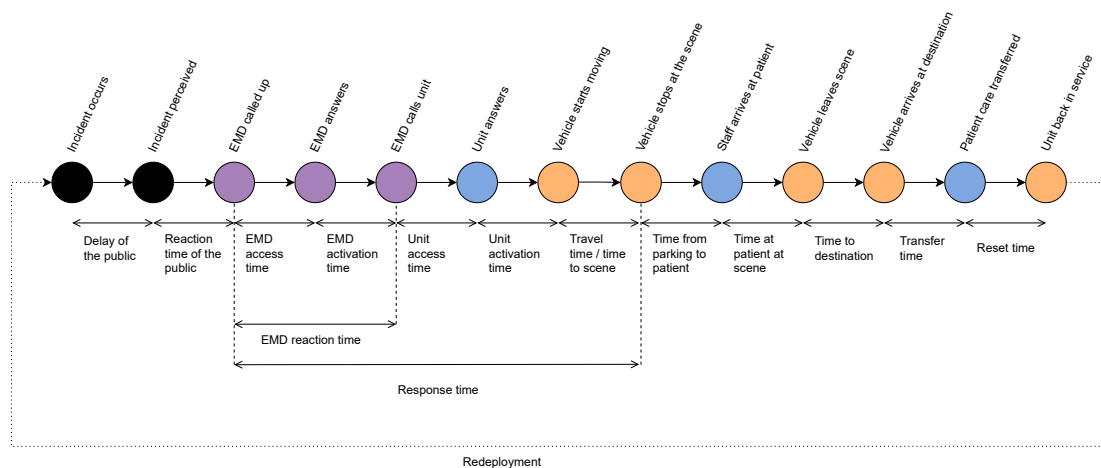 Incident occurs
Incident perceived
EMD called up
EMD answers
EMD calls unit
Unit answers
Vehicle starts moving
Vehicle stops at the scene
Staff arrives at patient
Vehicle leaves scene
Vehicle arrives at destination
Patient care transferred
Unit back in service
Delay of
the public
Reaction
time of the
public
EMD
access
time
EMD
activation
time
Unit
access
time
Unit
activation
time
Travel
time / time
to scene
Time from
parking to
patient
Time at
patient at
scene
Time to
destination
Transfer
time
Reset time
EMD reaction time
Response time
Redeployment